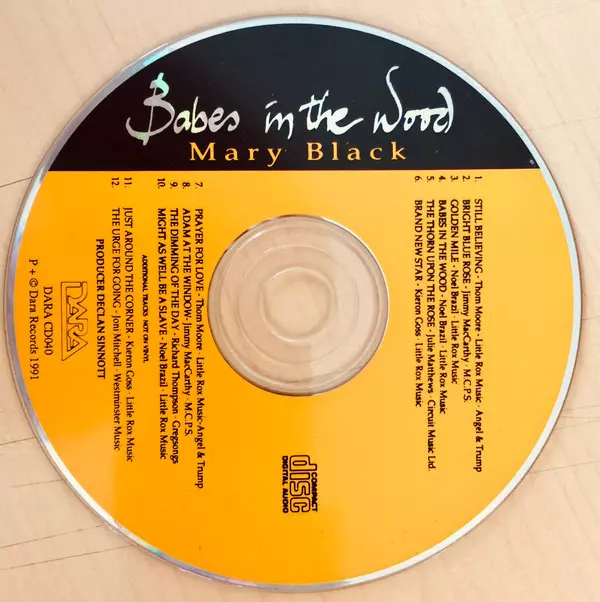 Babes in the Wood
Mary Black
1. STILL BELIEVING - Thom Moore · Little Rox Music · Angel & Trump
2. BRIGHT BLUE ROSE - Jimmy MacCarthy · M.C.P.S.
3. GOLDEN MILE · Noel Brazil · Little Rox Music
4. BABES IN THE WOOD · Noel Brazil · Little Rox Music
5. THE THORN UPON THE ROSE · Julie Matthews · Circuit Music Ltd.
6. BRAND NEW STAR · Kieron Goss · Little Rox Music
7. PRAYER FOR LOVE · Thom Moore · Little Rox Music-Angel & Trump
8. ADAM AT THE WINDOW· Jimmy MacCarthy · M.C.P.S.
9. THE DIMMING OF THE DAY · Richard Thompson · Gregsongs
10. MIGHT AS WELL BE A SLAVE · Noel Brazil · Little Rox Music
ADDITIONAL TRACKS NOT ON VINYL
11. JUST AROUND THE CORNER · Kieron Goss · Little Rox Music
12. THE URGE FOR GOING · Joni Mitchell · Westminster Music
PRODUCER DECLAN SINNOTT
DARA
DARA CD040
P + © Dara Records 1991
COMPACT
disc
DIGITAL AUDIO